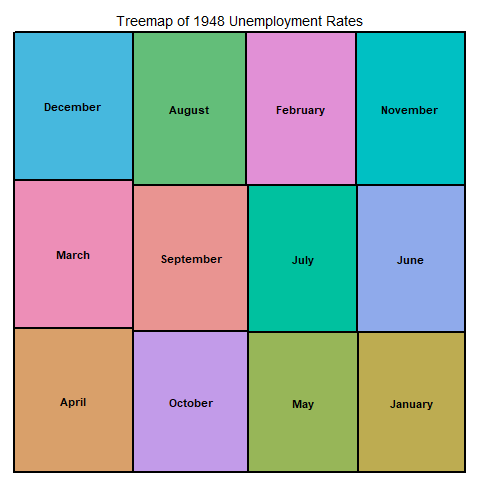 Treemap of 1948 Unemployment Rates
December
August
February
November
March
September
July
June
April
October
May
January